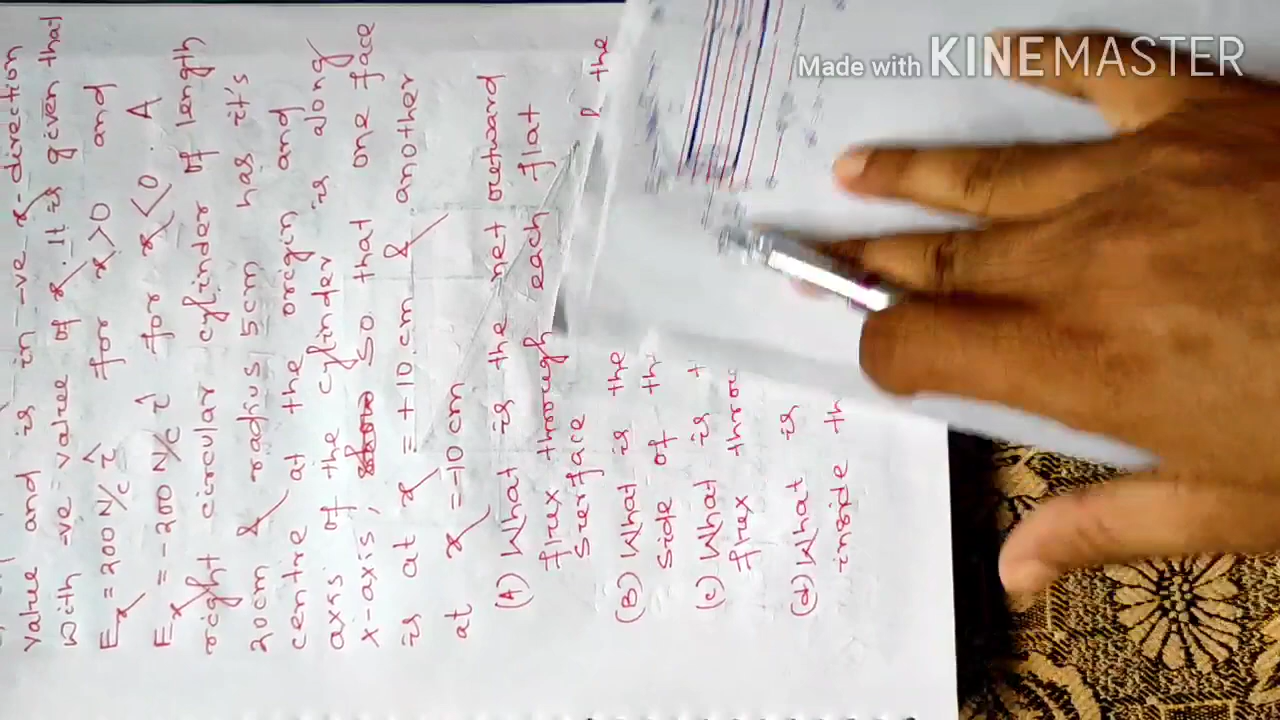 value and is in -ve x-direction
with -ve value of x. It is given that
Ex = 200 N/c î for x>0 and
Ex = -200 N/c î for x<0. A
right circular cylinder of length
20cm & radius 5cm has it's
centre at the origin and
axis of the cylinder is along
x-axis, so that one face
is at x = +10 cm & another
at x = -10 cm
(A) What is the net outward
flux through each flat
surface
(B) What is the
side of
the
(c) What is
flux
(d) What is
inside
Made with KINEMASTER